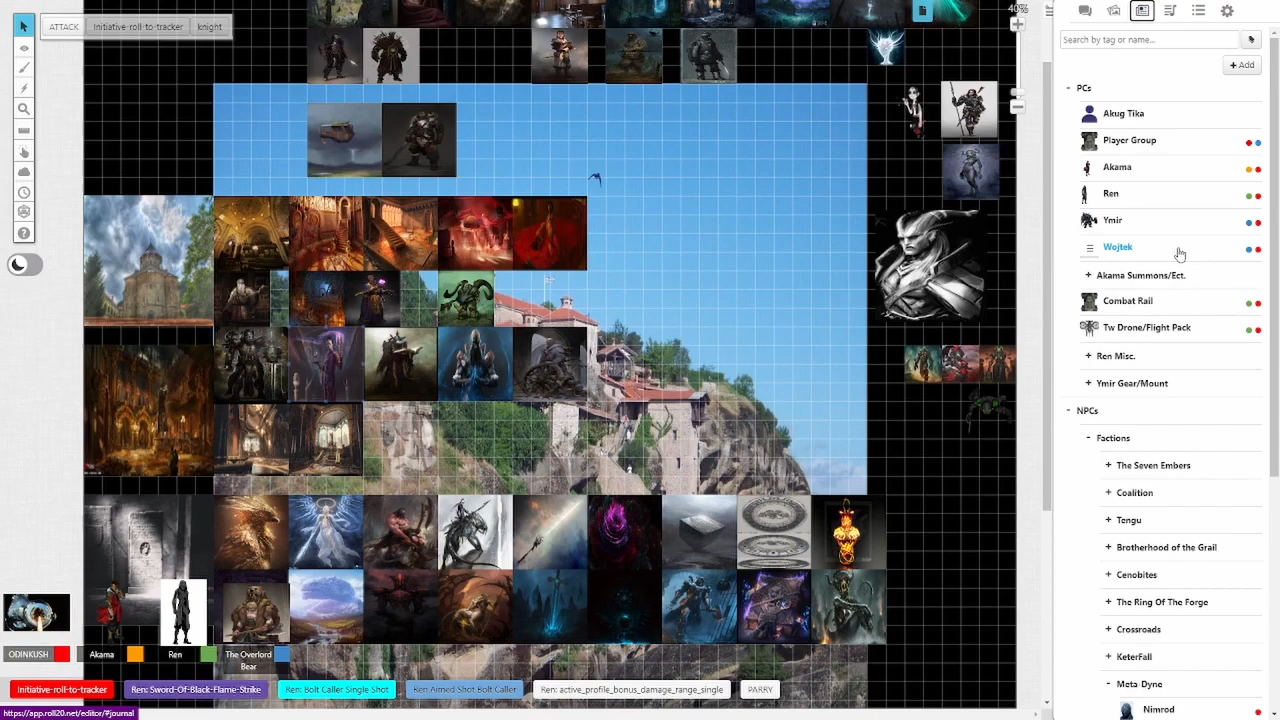 40%
ATTACK Initiative-roll-to-tracker knight
Search by tag or name...
+ Add
PCs
Akug Tika
Player Group
Akama
Ren
Ymir
Wojtek
Akama Summons/Ect.
Combat Rail
Tw Drone/Flight Pack
Ren Misc.
Ymir Gear/Mount
NPCs
Factions
The Seven Embers
Coalition
Tengu
Brotherhood of the Grail
Cenobites
The Ring Of The Forge
Crossroads
KeterFall
Meta Dyne
Nimrod
ODINKUSH Akama Ren The Overlord
Bear
Initiative-roll-to-tracker Ren: Sword-Of-Black-Flame-Strike Ren: Bolt Caller Single Shot Ren Aimed Shot Bolt Caller Ren: active_profile_bonus_damage_range_single PARRY
https://app.roll20.net/editor/#journal